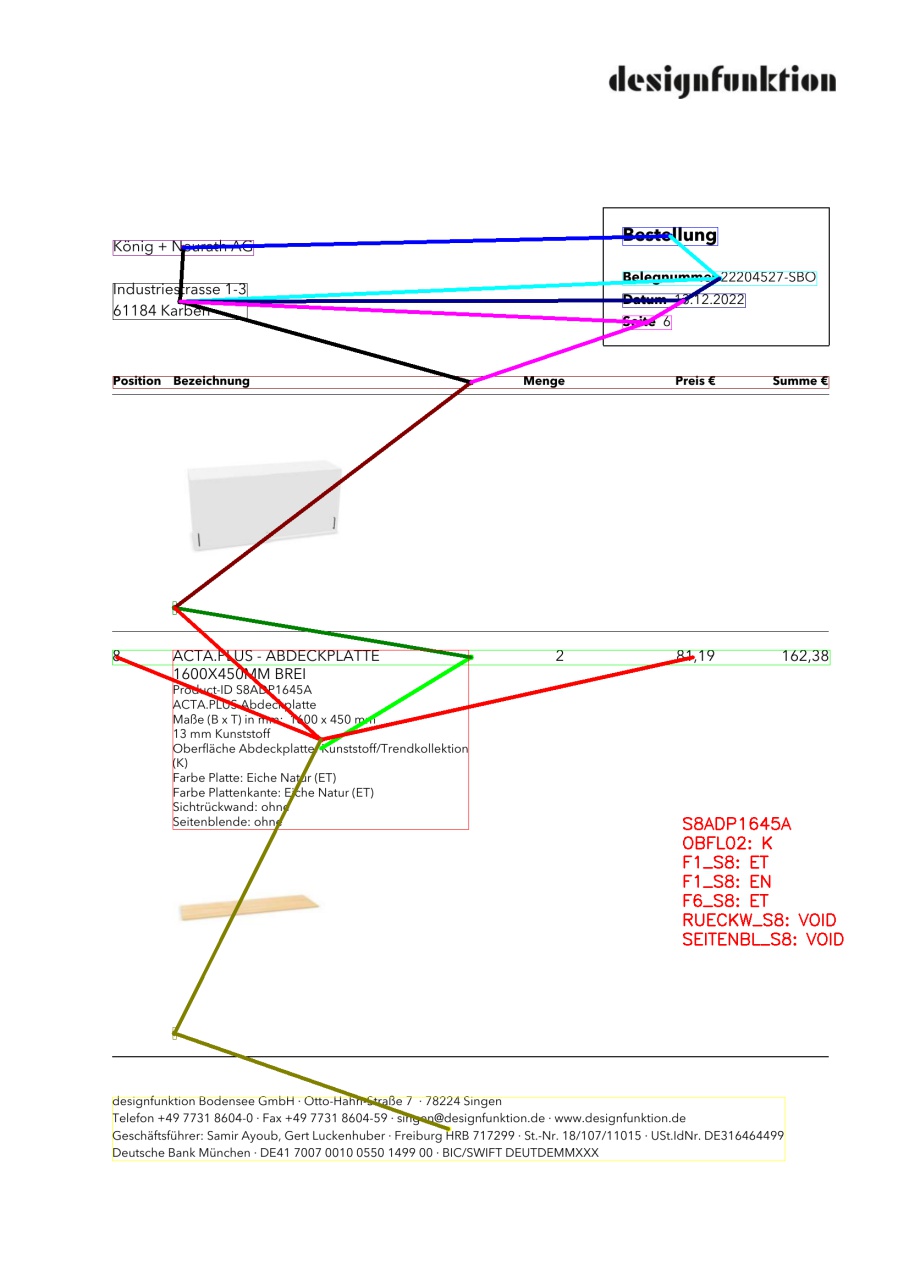 designfunktion
König + Neurath AG
Industriestrasse 1-3
61184 Karben
Bestellung
Belegnummer 22204527-SBO
Datum 13.12.2022
Seite 6
Position Bezeichnung Menge Preis € Summe €
8 ACTA.PLUS - ABDECKPLATTE 2 81,19 162,38
1600X450MM BREI
Product-ID S8ADP1645A
ACTA.PLUS Abdeckplatte
Maße (B x T) in mm: 1600 x 450 mm
13 mm Kunststoff
Oberfläche Abdeckplatte: Kunststoff/Trendkollektion
(K)
Farbe Platte: Eiche Natur (ET)
Farbe Plattenkante: Eiche Natur (ET)
Sichtrückwand: ohne
Seitenblende: ohne
S8ADP1645A
OBFL02: K
F1_S8: ET
F1_S8: EN
F6_S8: ET
RUECKW_S8: VOID
SEITENBL_S8: VOID
designfunktion Bodensee GmbH · Otto-Hahn-Straße 7 · 78224 Singen
Telefon +49 7731 8604-0 · Fax +49 7731 8604-59 · singen@designfunktion.de · www.designfunktion.de
Geschäftsführer: Samir Ayoub, Gert Luckenhuber · Freiburg HRB 717299 · St.-Nr. 18/107/11015 · USt.IdNr. DE316464499
Deutsche Bank München · DE41 7007 0010 0550 1499 00 · BIC/SWIFT DEUTDEMMXXX